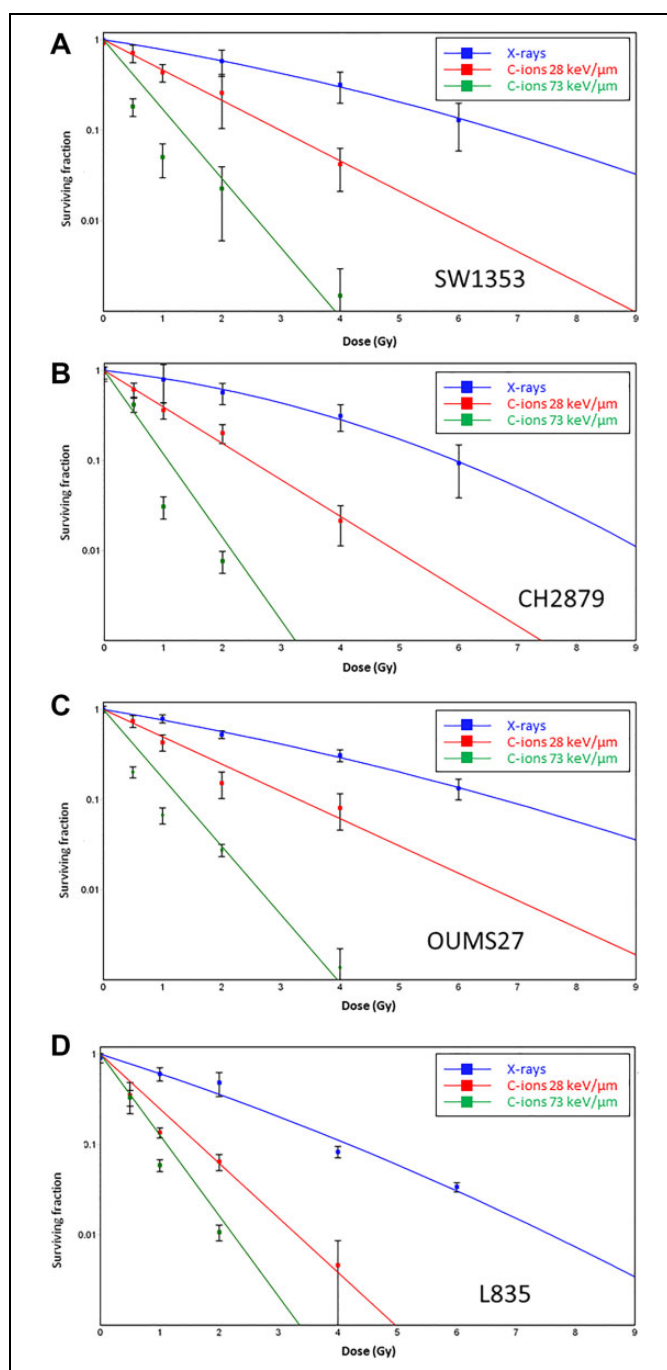 A
1
0.1
0.01
Surviving fraction
X-rays
C-ions 28 keV/µm
C-ions 73 keV/µm
SW1353
0 1 2 3 4 5 6 7 8 9
Dose (Gy)
B
1
0.1
0.01
Surviving fraction
X-rays
C-ions 28 keV/µm
C-ions 73 keV/µm
CH2879
0 1 2 3 4 5 6 7 8 9
Dose (Gy)
C
1
0.1
0.01
Surviving fraction
X-rays
C-ions 28 keV/µm
C-ions 73 keV/µm
OUMS27
0 1 2 3 4 5 6 7 8 9
Dose (Gy)
D
1
0.1
0.01
Surviving fraction
X-rays
C-ions 28 keV/µm
C-ions 73 keV/µm
L835
0 1 2 3 4 5 6 7 8 9
Dose (Gy)